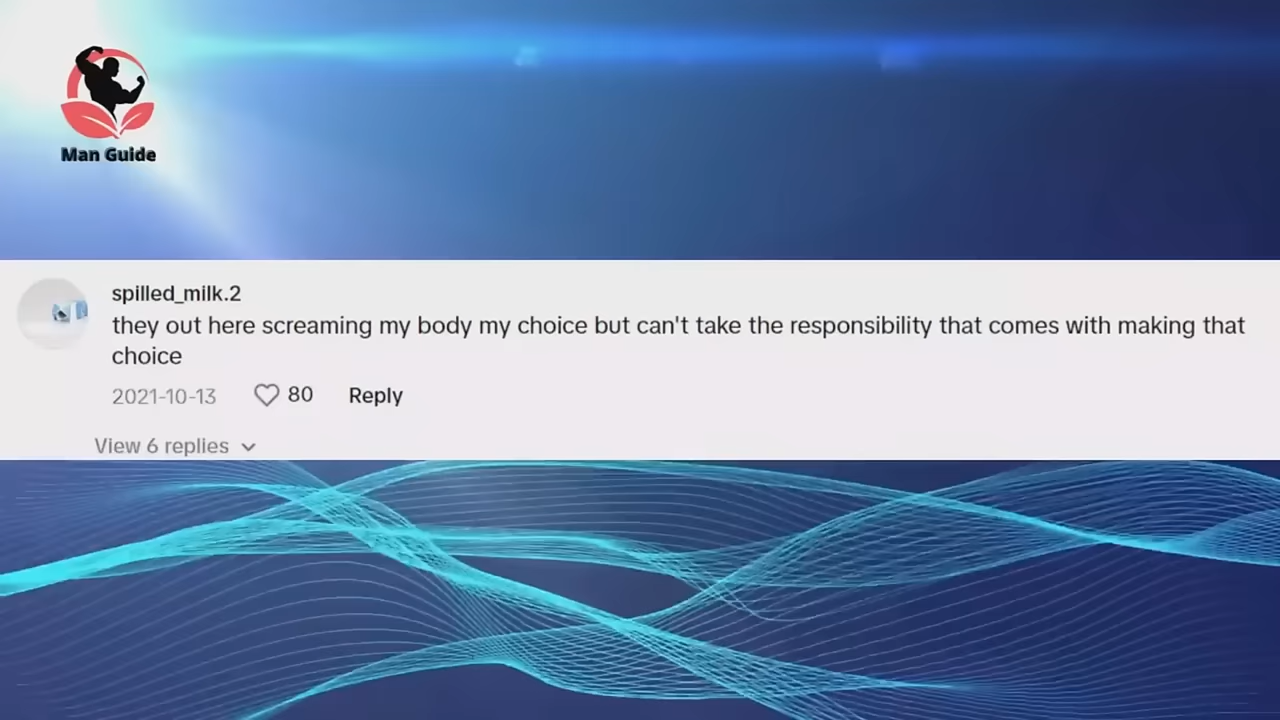 Man Guide
spilled_milk.2
they out here screaming my body my choice but can't take the responsibility that comes with making that
choice
2021-10-13 80 Reply
View 6 replies